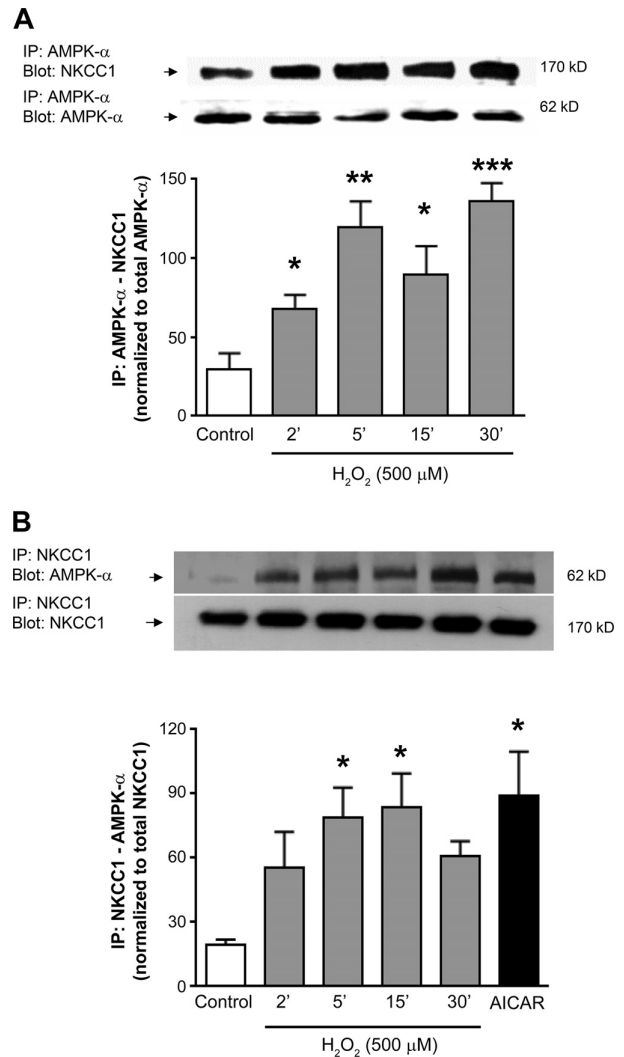 A
IP: AMPK-α
Blot: NKCC1
170 kD
IP: AMPK-α
Blot: AMPK-α
62 kD
IP: AMPK-α - NKCC1
(normalized to total AMPK-α)
150
100
50
0
*
**
*
***
Control 2’ 5’ 15’ 30’
H₂O₂ (500 μM)
B
IP: NKCC1
Blot: AMPK-α
62 kD
IP: NKCC1
Blot: NKCC1
170 kD
IP: NKCC1 - AMPK-α
(normalized to total NKCC1)
120
90
60
30
0
*
*
*
Control 2’ 5’ 15’ 30’ AICAR
H₂O₂ (500 μM)